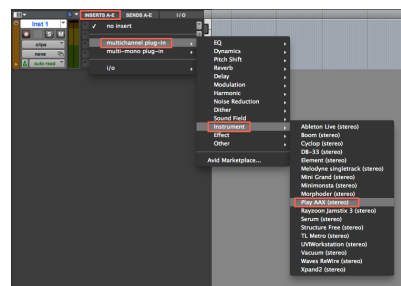 INSERTS A-E SENDS A-E I / O
Inst 1
S M
clips
none
auto read
✓ no insert
multichannel plug-in
multi-mono plug-in
I/O
EQ
Dynamics
Pitch Shift
Reverb
Delay
Modulation
Harmonic
Noise Reduction
Dither
Sound Field
Instrument
Effect
Other
Avid Marketplace...
Ableton Live (stereo)
Boom (stereo)
Cyclop (stereo)
DB-33 (stereo)
Element (stereo)
Melodyne singletrack (stereo)
Mini Grand (stereo)
Minimonsta (stereo)
Morphoder (stereo)
Play AAX (stereo)
Rayzoon Jamstix 3 (stereo)
Serum (stereo)
Structure Free (stereo)
TL Metro (stereo)
UVIWorkstation (stereo)
Vacuum (stereo)
Waves ReWire (stereo)
Xpand2 (stereo)